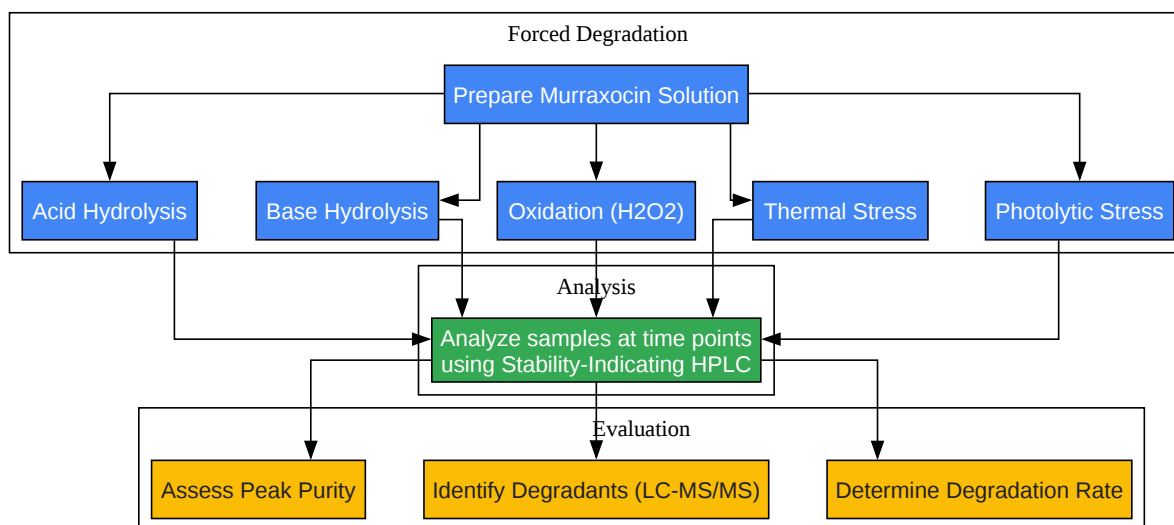 Forced Degradation
Prepare Murraxocin Solution
Acid Hydrolysis
Base Hydrolysis
Oxidation (H2O2)
Thermal Stress
Photolytic Stress
Analysis
Analyze samples at time points
using Stability-Indicating HPLC
Evaluation
Assess Peak Purity
Identify Degradants (LC-MS/MS)
Determine Degradation Rate